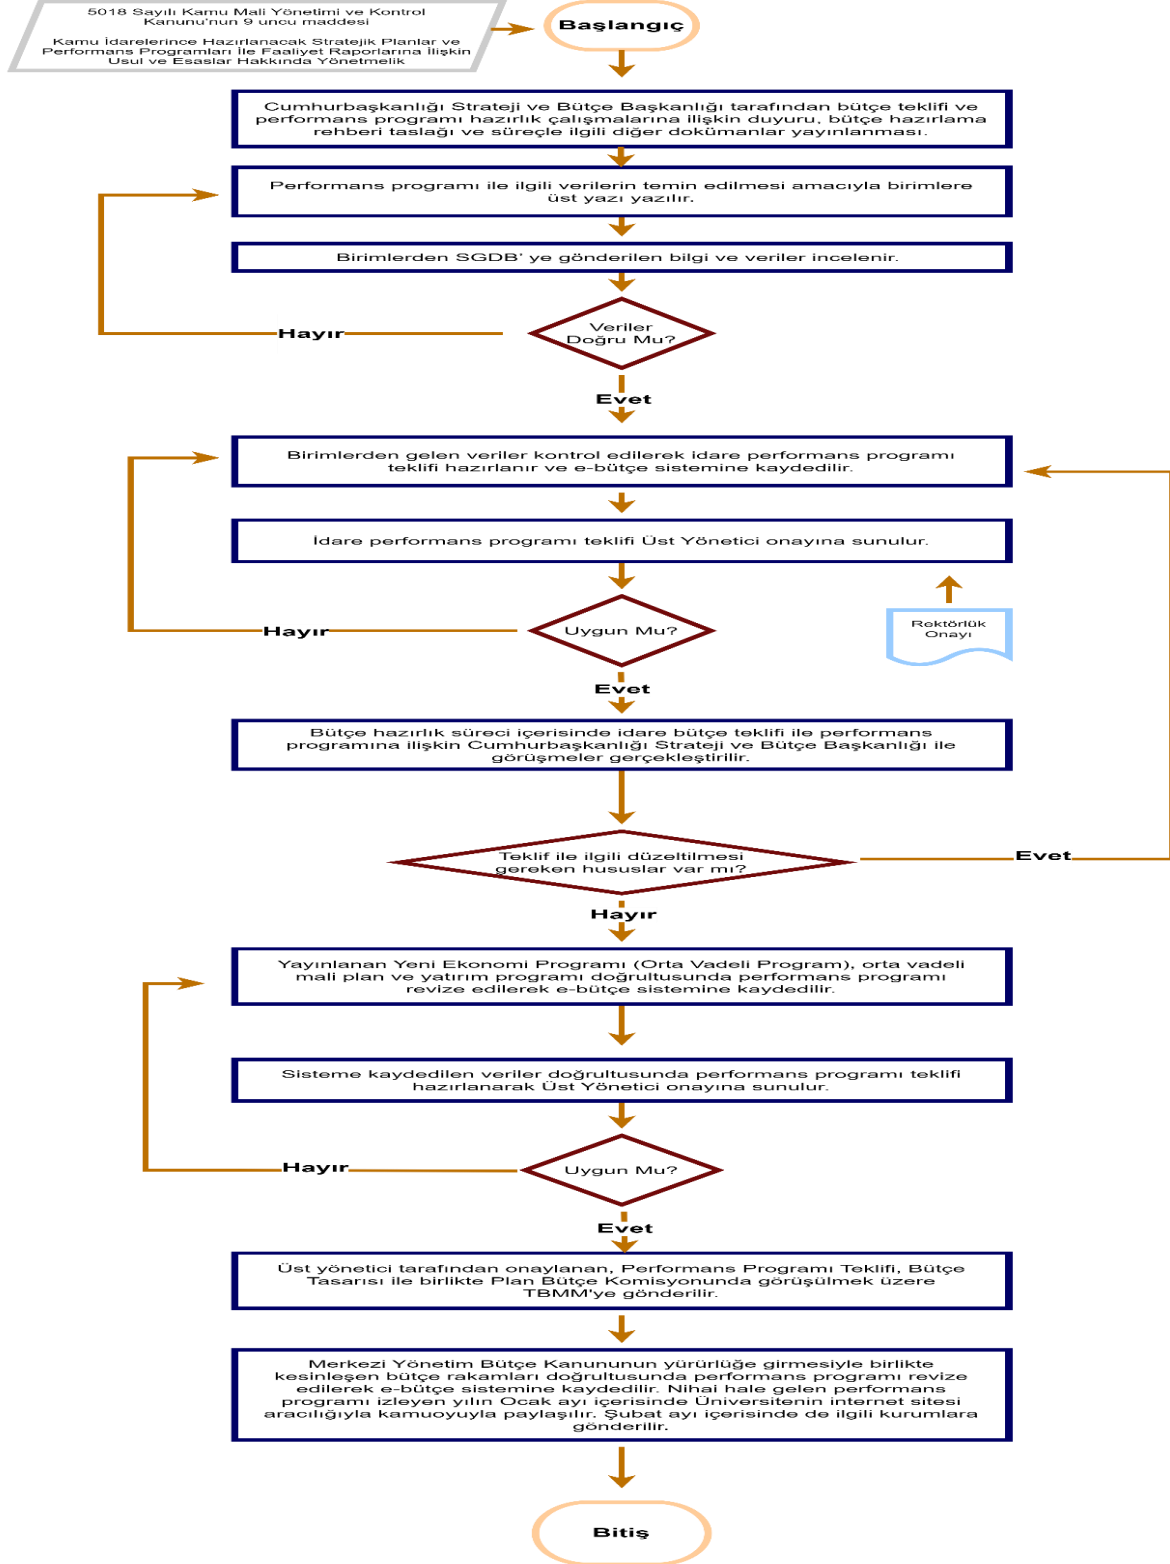 5018 Sayılı Kamu Mali Yönetimi ve Kontrol
Kanunu'nun 9 uncu maddesi
Kamu İdarelerince Hazırlanacak Stratejik Planlar ve
Performans Programları İle Faaliyet Raporlarına İlişkin
Usul ve Esaslar Hakkında Yönetmelik
Başlangıç
Cumhurbaşkanlığı Strateji ve Bütçe Başkanlığı tarafından bütçe teklifi ve
performans programı hazırlık çalışmalarına ilişkin duyuru, bütçe hazırlama
rehberi taslağı ve süreçle ilgili diğer dokümanlar yayınlanması.
Performans programı ile ilgili verilerin temin edilmesi amacıyla birimlere
üst yazı yazılır.
Birimlerden SGDB' ye gönderilen bilgi ve veriler incelenir.
Veriler
Doğru Mu?
Hayır
Evet
Birimlerden gelen veriler kontrol edilerek idare performans programı
teklifi hazırlanır ve e-bütçe sistemine kaydedilir.
İdare performans programı teklifi Üst Yönetici onayına sunulur.
Rektörlük
Onayı
Uygun Mu?
Hayır
Evet
Bütçe hazırlık süreci içerisinde idare bütçe teklifi ile performans
programına ilişkin Cumhurbaşkanlığı Strateji ve Bütçe Başkanlığı ile
görüşmeler gerçekleştirilir.
Teklif ile ilgili düzeltilmesi
gereken hususlar var mı?
Evet
Hayır
Yayınlanan Yeni Ekonomi Programı (Orta Vadeli Program), orta vadeli
mali plan ve yatırım programı doğrultusunda performans programı
revize edilerek e-bütçe sistemine kaydedilir.
Sisteme kaydedilen veriler doğrultusunda performans programı teklifi
hazırlanarak Üst Yönetici onayına sunulur.
Uygun Mu?
Hayır
Evet
Üst yönetici tarafından onaylanan, Performans Programı Teklifi, Bütçe
Tasarısı ile birlikte Plan Bütçe Komisyonunda görüşülmek üzere
TBMM'ye gönderilir.
Merkezi Yönetim Bütçe Kanununun yürürlüğe girmesiyle birlikte
kesinleşen bütçe rakamları doğrultusunda performans programı revize
edilerek e-bütçe sistemine kaydedilir. Nihai hale gelen performans
programı izleyen yılın Ocak ayı içerisinde Üniversitenin internet sitesi
aracılığıyla kamuoyuyla paylaşılır. Şubat ayı içerisinde de ilgili kurumlara
gönderilir.
Bitiş